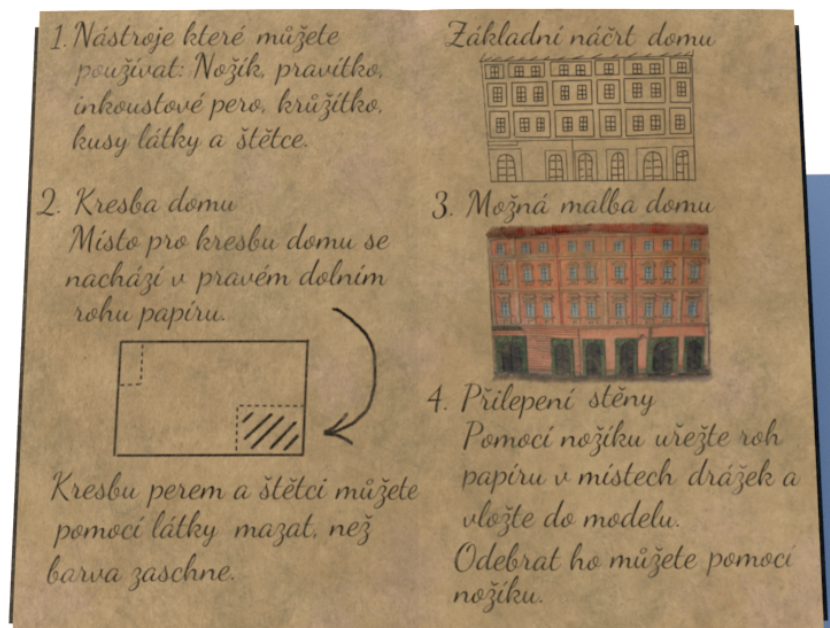 1. Nástroje které můžete
používat: Nožík, pravítko,
inkoustové pero, krůžítko,
kusy látky a štětce.
2. Kresba domu
Místo pro kresbu domu se
nachází v pravém dolním
rohu papíru.
Kresbu perem a štětci můžete
pomocí látky mazat, než
barva zaschne.
Základní náčrt domu
3. Možná malba domu
4. Přilepení stěny
Pomocí nožíku uřežte roh
papíru v místech drážek a
vložte do modelu.
Odebrat ho můžete pomocí
nožíku.